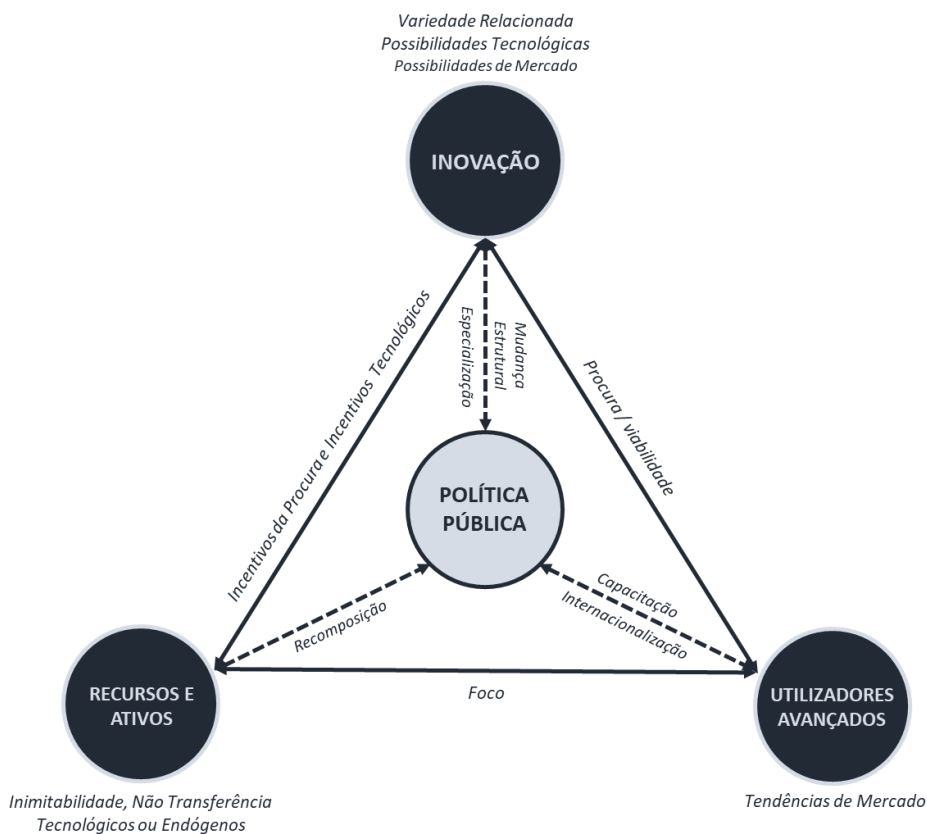 Variedade Relacionada
Possibilidades Tecnológicas
Possibilidades de Mercado
INOVAÇÃO
Incentivos da Procura e Incentivos Tecnológicos
Especialização
Mudança
Estrutural
Procura / viabilidade
POLÍTICA
PÚBLICA
Recomposição
Capacitação
Internacionalização
RECURSOS E
ATIVOS
Foco
UTILIZADORES
AVANÇADOS
Inimitabilidade, Não Transferência
Tecnológicos ou Endógenos
Tendências de Mercado